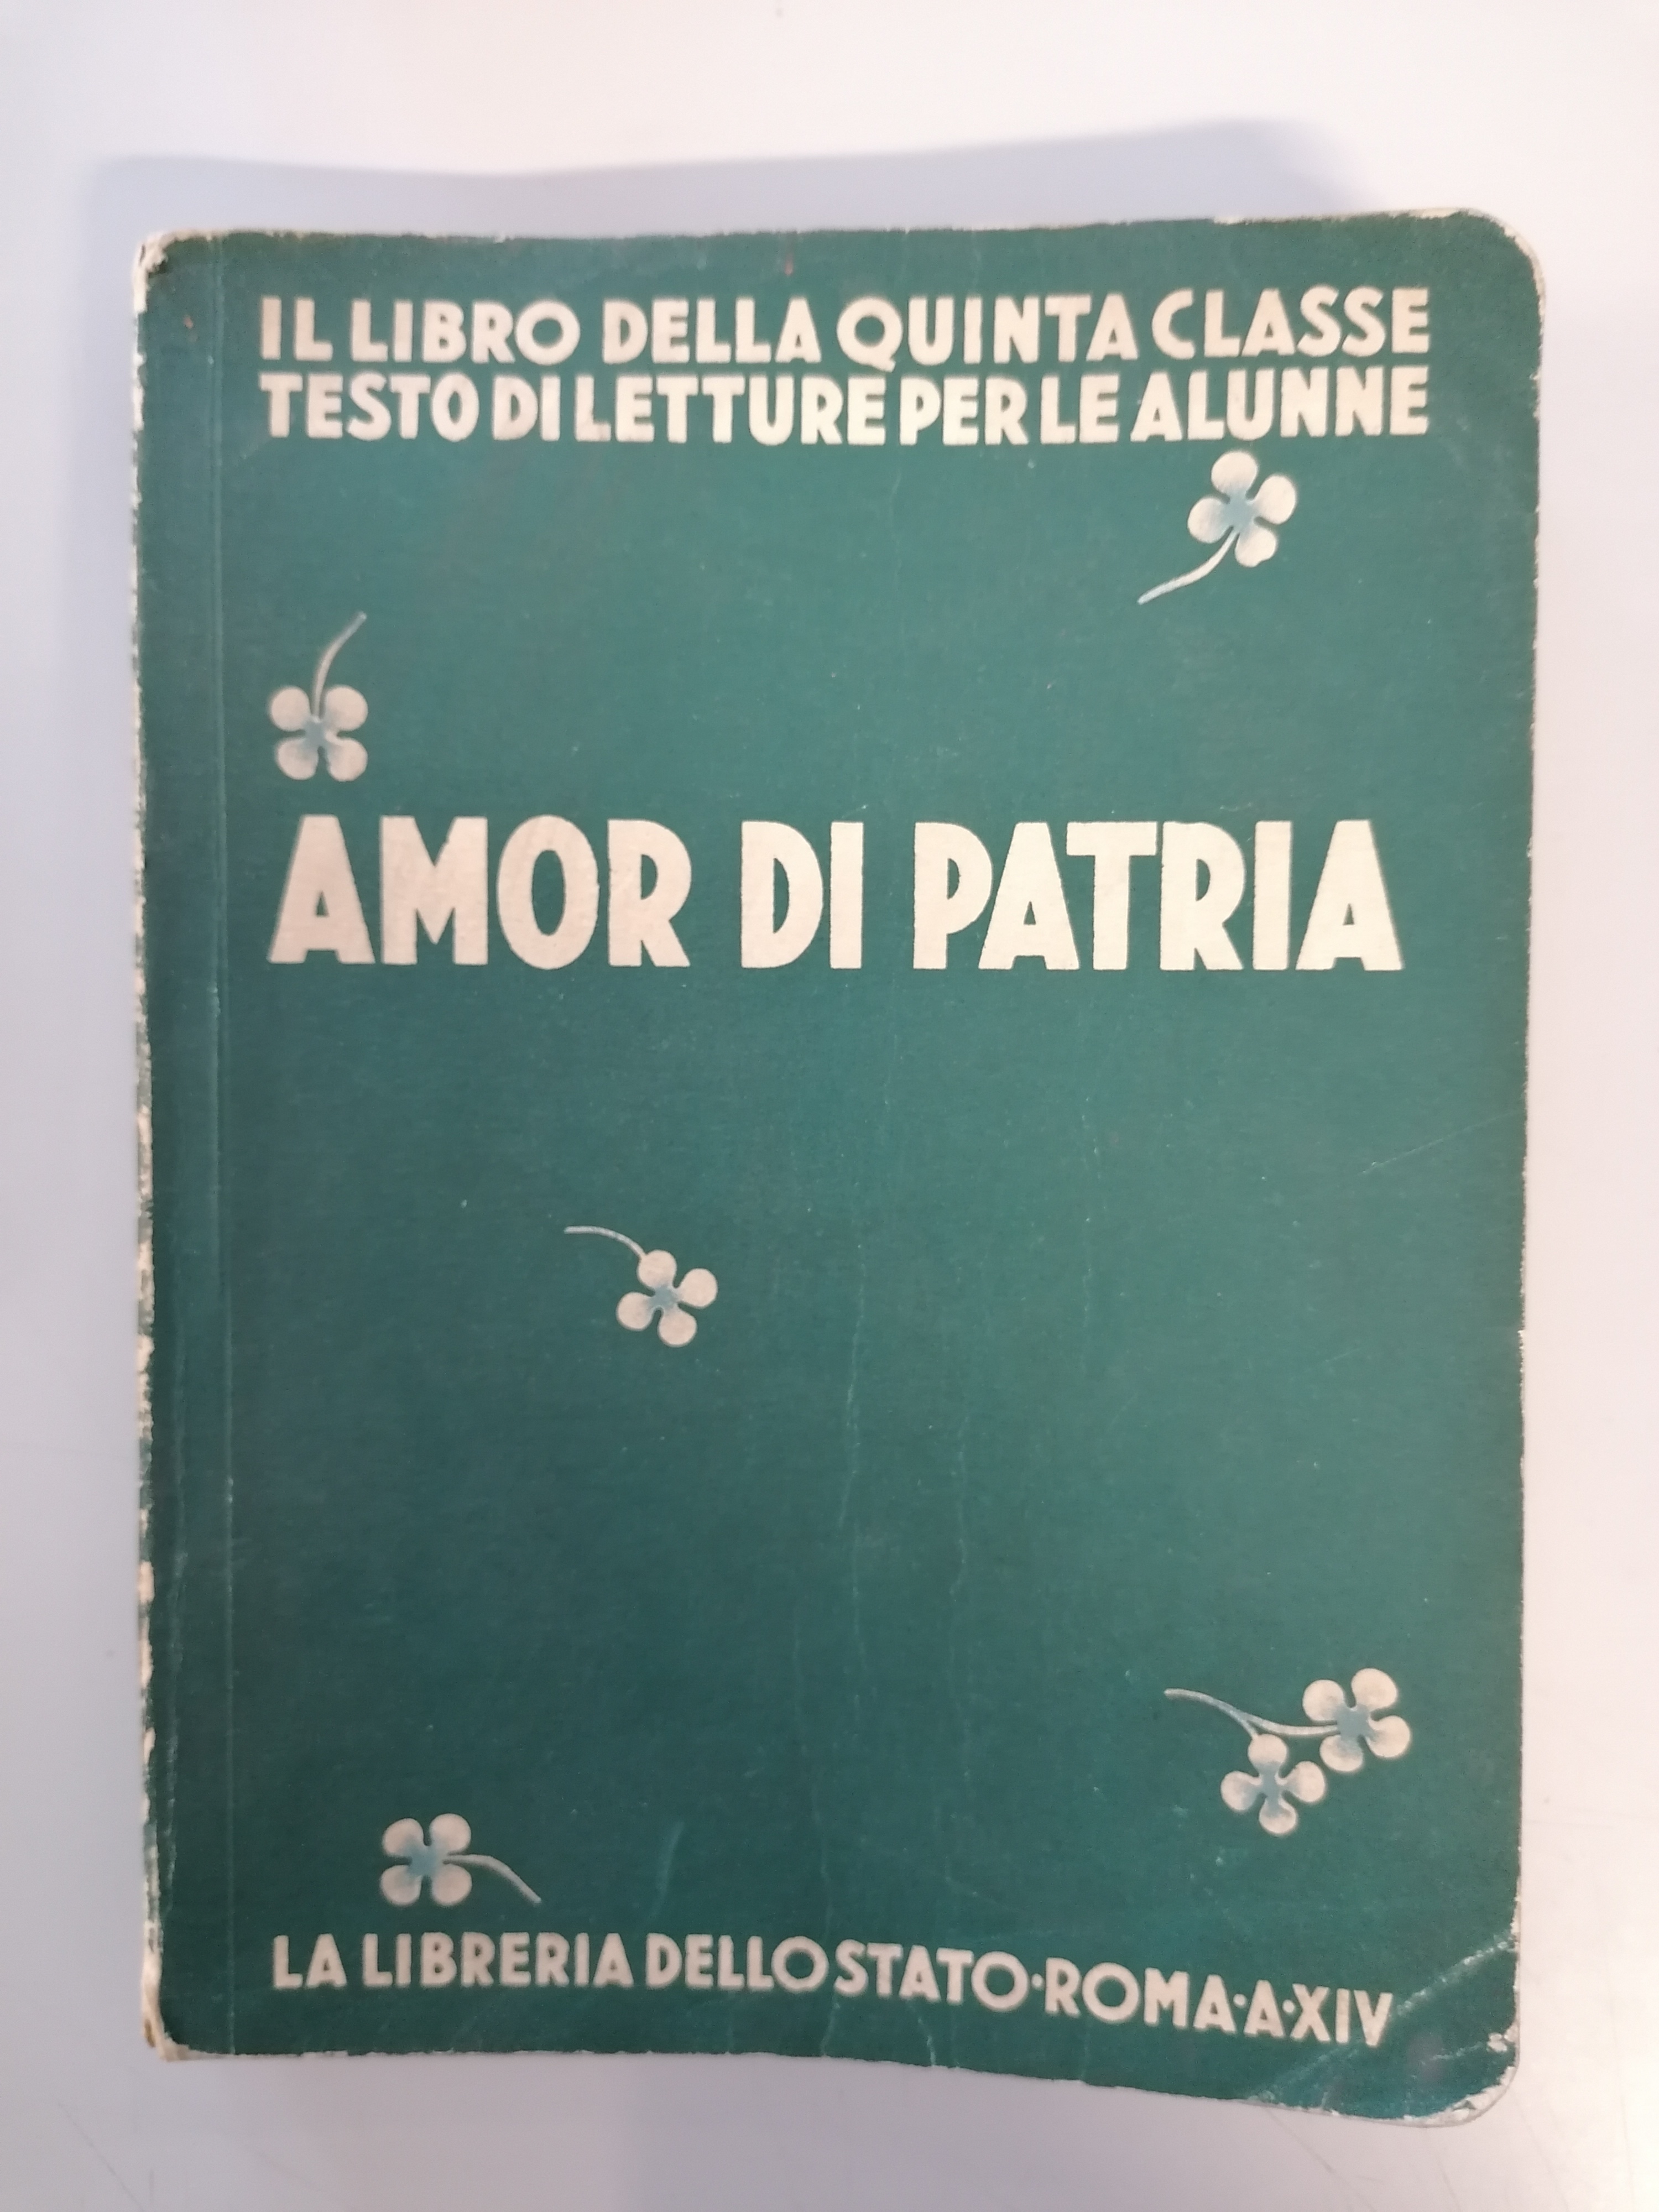 IL LIBRO DELLA QUINTA CLASSE
TESTO DI LETTURE PER LE ALUNNE
AMOR DI PATRIA
LA LIBRERIA DELLO STATO·ROMA·A·XIV